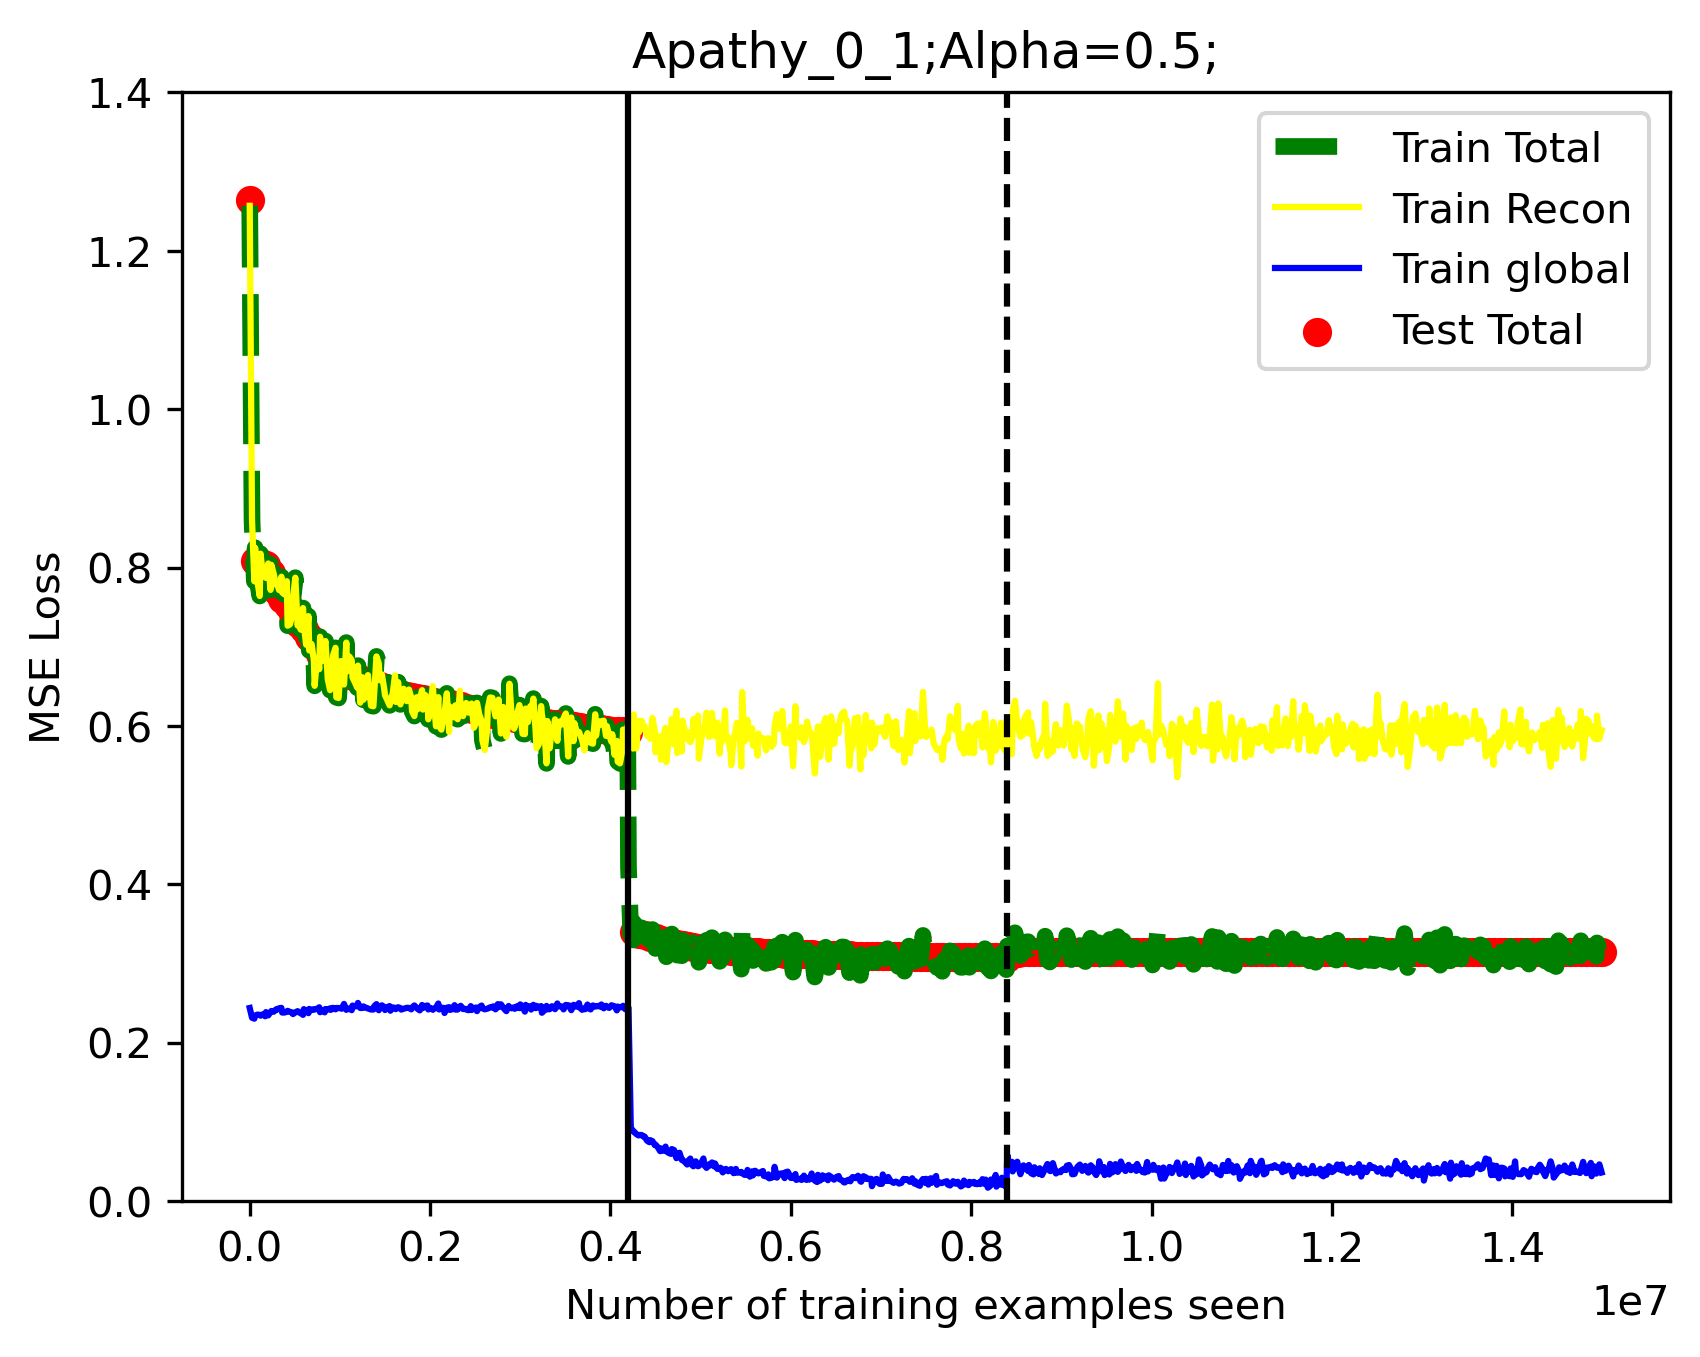 Apathy_0_1;Alpha=0.5;
MSE Loss
1.4
1.2
1.0
0.8
0.6
0.4
0.2
0.0
Train Total
Train Recon
Train global
Test Total
0.0 0.2 0.4 0.6 0.8 1.0 1.2 1.4
1e7
Number of training examples seen